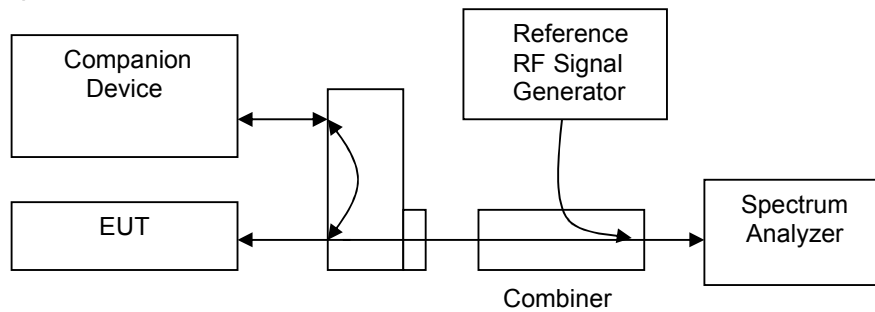 Companion
Device
Reference
RF Signal
Generator
EUT
Spectrum
Analyzer
Combiner